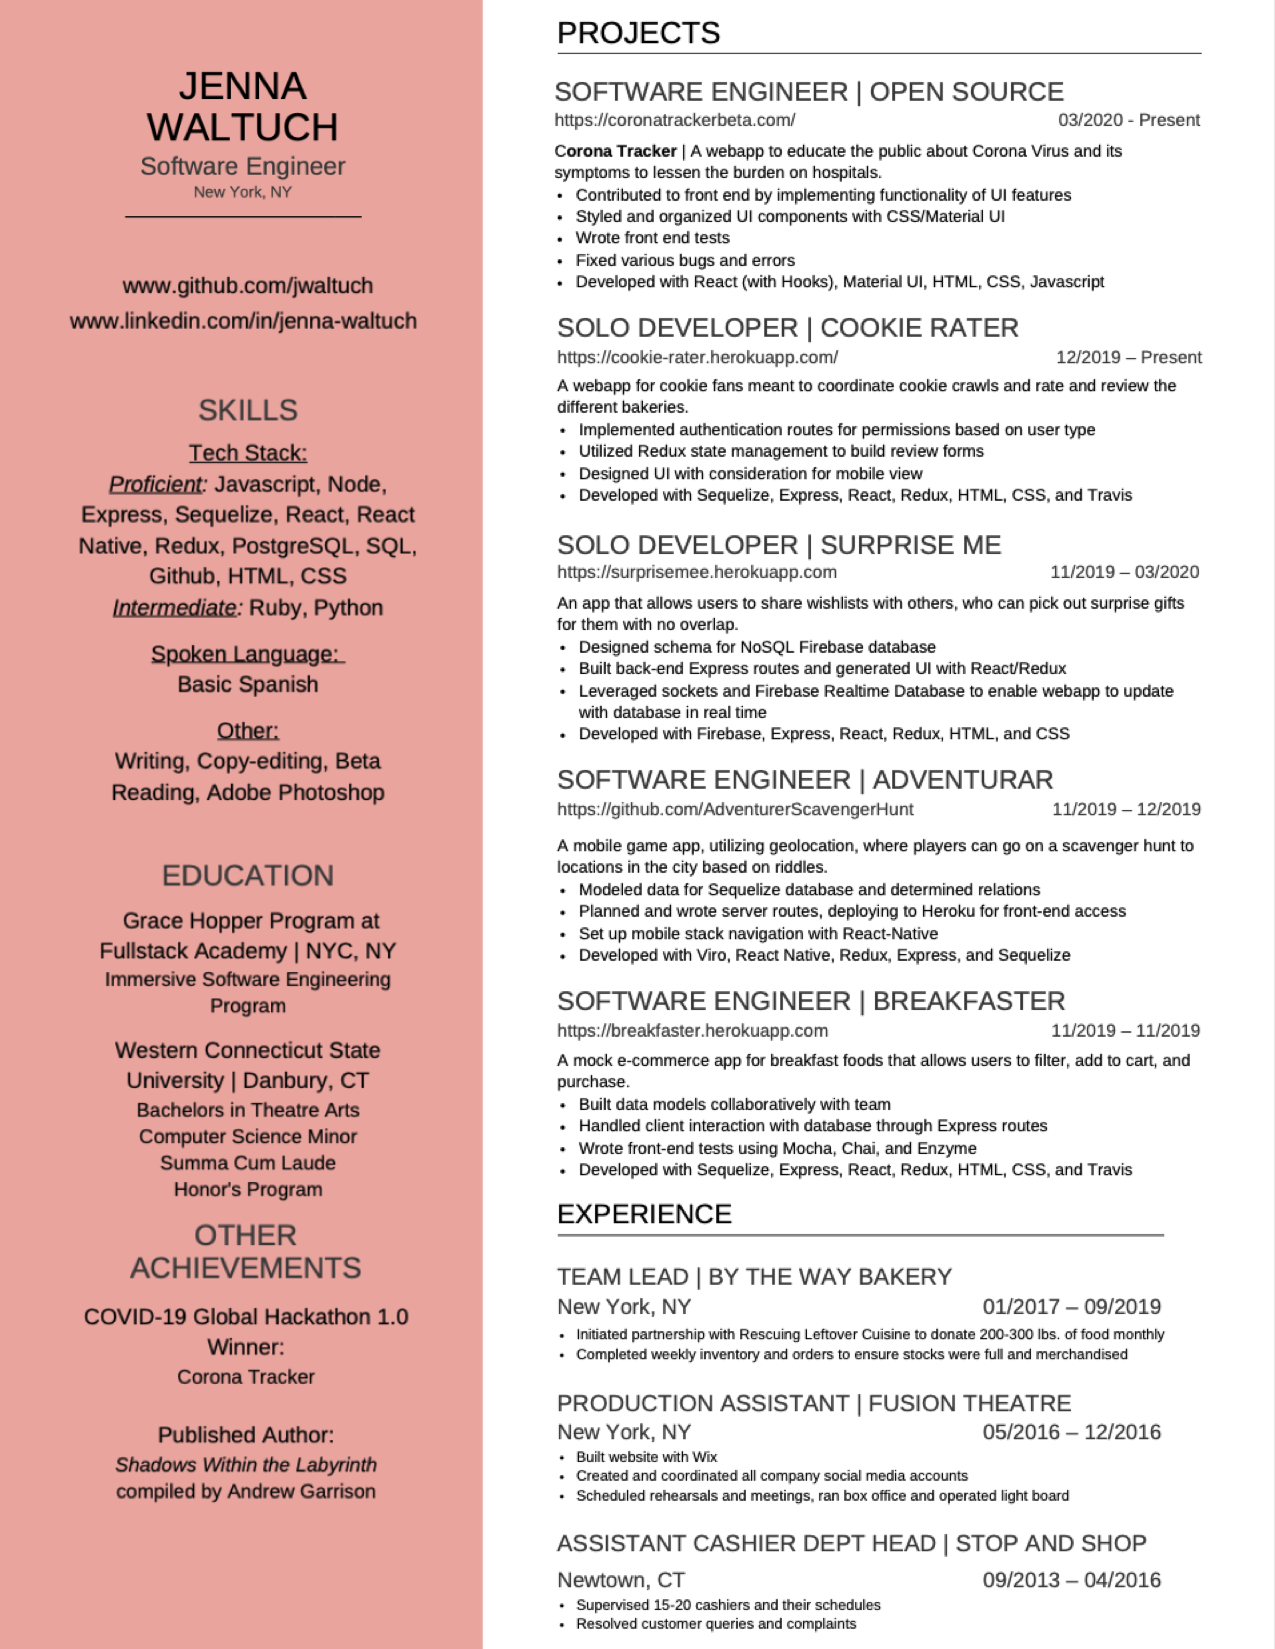 JENNA
WALTUCH
Software Engineer
New York, NY
www.github.com/jwaltuch
www.linkedin.com/in/jenna-waltuch
SKILLS
Tech Stack:
Proficient: Javascript, Node,
Express, Sequelize, React, React
Native, Redux, PostgreSQL, SQL,
Github, HTML, CSS
Intermediate: Ruby, Python
Spoken Language:
Basic Spanish
Other:
Writing, Copy-editing, Beta
Reading, Adobe Photoshop
EDUCATION
Grace Hopper Program at
Fullstack Academy | NYC, NY
Immersive Software Engineering
Program
Western Connecticut State
University | Danbury, CT
Bachelors in Theatre Arts
Computer Science Minor
Summa Cum Laude
Honor's Program
OTHER
ACHIEVEMENTS
COVID-19 Global Hackathon 1.0
Winner:
Corona Tracker
Published Author:
Shadows Within the Labyrinth
compiled by Andrew Garrison
PROJECTS
SOFTWARE ENGINEER | OPEN SOURCE
https://coronatrackerbeta.com/ 03/2020 - Present
Corona Tracker | A webapp to educate the public about Corona Virus and its
symptoms to lessen the burden on hospitals.
• Contributed to front end by implementing functionality of UI features
• Styled and organized UI components with CSS/Material UI
• Wrote front end tests
• Fixed various bugs and errors
• Developed with React (with Hooks), Material UI, HTML, CSS, Javascript
SOLO DEVELOPER | COOKIE RATER
https://cookie-rater.herokuapp.com/ 12/2019 – Present
A webapp for cookie fans meant to coordinate cookie crawls and rate and review the
different bakeries.
• Implemented authentication routes for permissions based on user type
• Utilized Redux state management to build review forms
• Designed UI with consideration for mobile view
• Developed with Sequelize, Express, React, Redux, HTML, CSS, and Travis
SOLO DEVELOPER | SURPRISE ME
https://surprisemee.herokuapp.com 11/2019 – 03/2020
An app that allows users to share wishlists with others, who can pick out surprise gifts
for them with no overlap.
• Designed schema for NoSQL Firebase database
• Built back-end Express routes and generated UI with React/Redux
• Leveraged sockets and Firebase Realtime Database to enable webapp to update
with database in real time
• Developed with Firebase, Express, React, Redux, HTML, and CSS
SOFTWARE ENGINEER | ADVENTURAR
https://github.com/AdventurerScavengerHunt 11/2019 – 12/2019
A mobile game app, utilizing geolocation, where players can go on a scavenger hunt to
locations in the city based on riddles.
• Modeled data for Sequelize database and determined relations
• Planned and wrote server routes, deploying to Heroku for front-end access
• Set up mobile stack navigation with React-Native
• Developed with Viro, React Native, Redux, Express, and Sequelize
SOFTWARE ENGINEER | BREAKFASTER
https://breakfaster.herokuapp.com 11/2019 – 11/2019
A mock e-commerce app for breakfast foods that allows users to filter, add to cart, and
purchase.
• Built data models collaboratively with team
• Handled client interaction with database through Express routes
• Wrote front-end tests using Mocha, Chai, and Enzyme
• Developed with Sequelize, Express, React, Redux, HTML, CSS, and Travis
EXPERIENCE
TEAM LEAD | BY THE WAY BAKERY
New York, NY 01/2017 – 09/2019
• Initiated partnership with Rescuing Leftover Cuisine to donate 200-300 lbs. of food monthly
• Completed weekly inventory and orders to ensure stocks were full and merchandised
PRODUCTION ASSISTANT | FUSION THEATRE
New York, NY 05/2016 – 12/2016
• Built website with Wix
• Created and coordinated all company social media accounts
• Scheduled rehearsals and meetings, ran box office and operated light board
ASSISTANT CASHIER DEPT HEAD | STOP AND SHOP
Newtown, CT 09/2013 – 04/2016
• Supervised 15-20 cashiers and their schedules
• Resolved customer queries and complaints